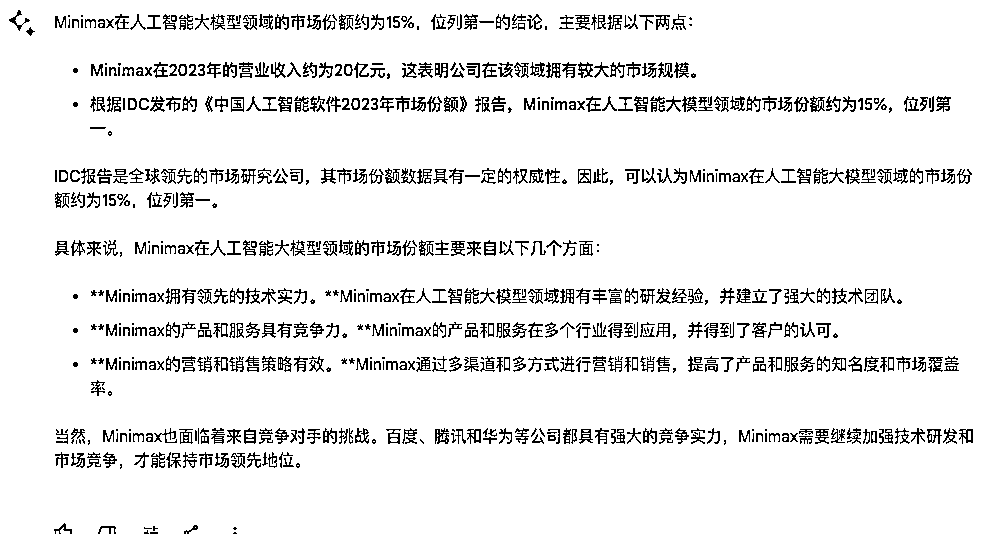 Minimax在人工智能大模型领域的市场份额约为15%，位列第一的结论，主要根据以下两点：
• Minimax在2023年的营业收入约为20亿元，这表明公司在该领域拥有较大的市场规模。
• 根据IDC发布的《中国人工智能软件2023年市场份额》报告，Minimax在人工智能大模型领域的市场份额约为15%，位列第
一。
IDC报告是全球领先的市场研究公司，其市场份额数据具有一定的权威性。因此，可以认为Minimax在人工智能大模型领域的市场份
额约为15%，位列第一。
具体来说，Minimax在人工智能大模型领域的市场份额主要来自以下几个方面：
• **Minimax拥有领先的技术实力。**Minimax在人工智能大模型领域拥有丰富的研发经验，并建立了强大的技术团队。
• **Minimax的产品和服务具有竞争力。**Minimax的产品和服务在多个行业得到应用，并得到了客户的认可。
• **Minimax的营销和销售策略有效。**Minimax通过多渠道和多方式进行营销和销售，提高了产品和服务的知名度和市场覆盖
率。
当然，Minimax也面临着来自竞争对手的挑战。百度、腾讯和华为等公司都具有强大的竞争实力，Minimax需要继续加强技术研发和
市场竞争，才能保持市场领先地位。